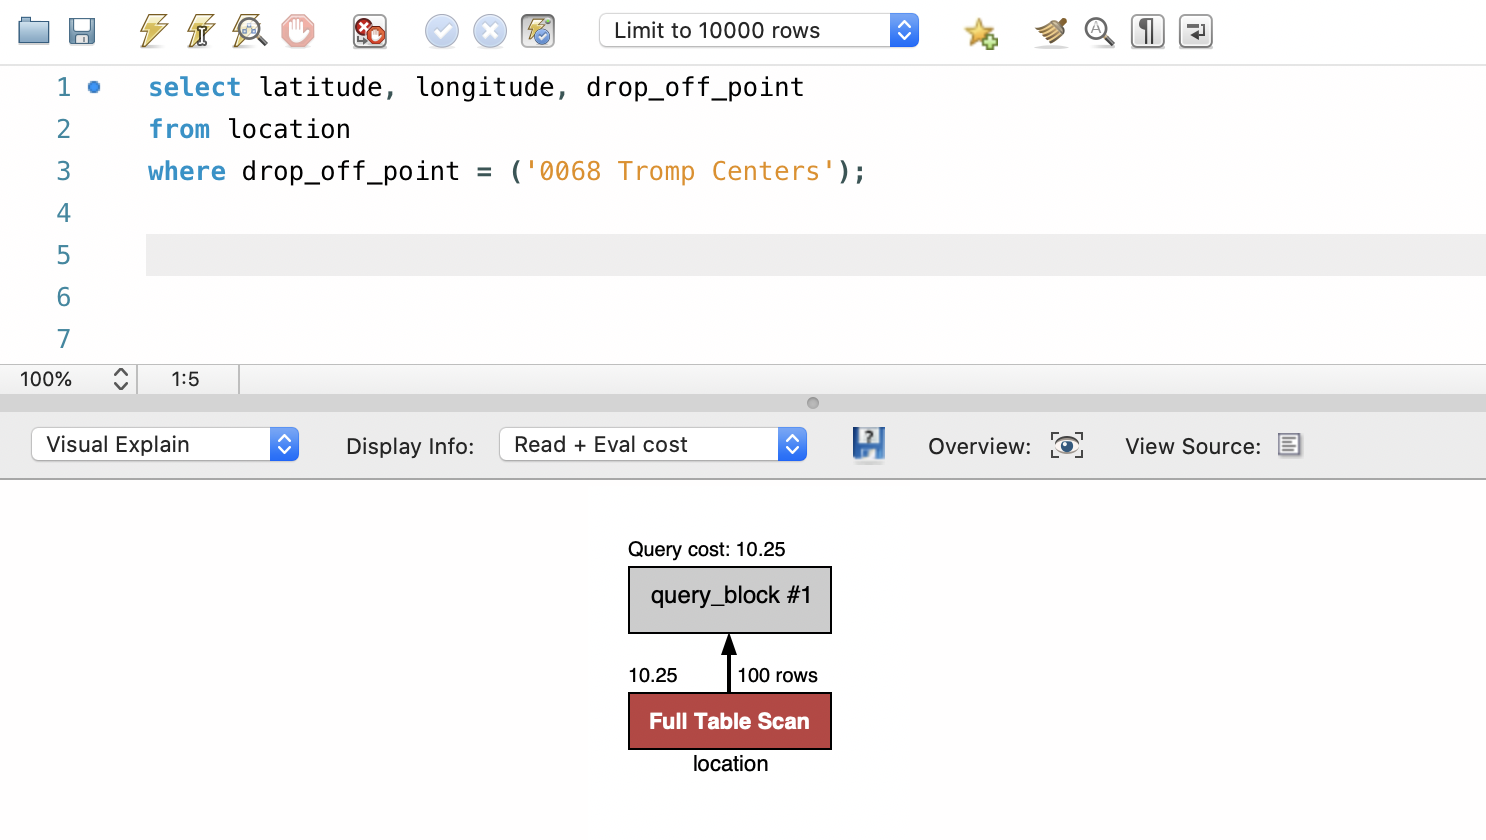 Limit to 10000 rows
1 select latitude, longitude, drop_off_point
2 from location
3 where drop_off_point = ('0068 Tromp Centers');
4
5
6
7
100% 1:5
Visual Explain Display Info: Read + Eval cost Overview: View Source:
Query cost: 10.25
query_block #1
10.25 100 rows
Full Table Scan
location